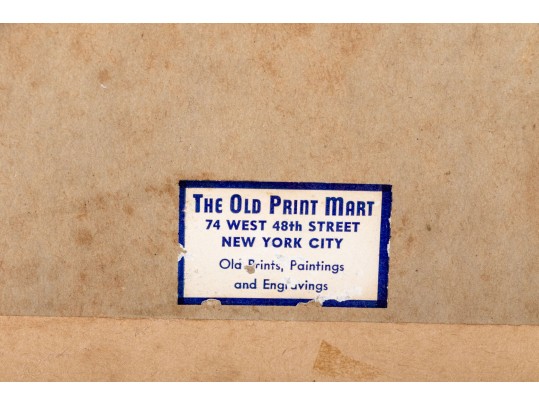 THE OLD PRINT MART
74 WEST 48th STREET
NEW YORK CITY
Old Prints, Paintings
and Engravings